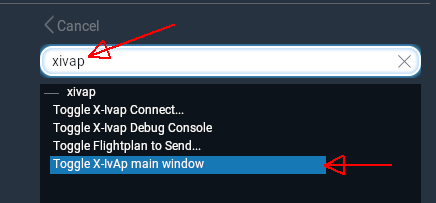 Cancel
xivap
xivap
Toggle X-Ivap Connect...
Toggle X-Ivap Debug Console
Toggle Flightplan to Send...
Toggle X-IvAp main window